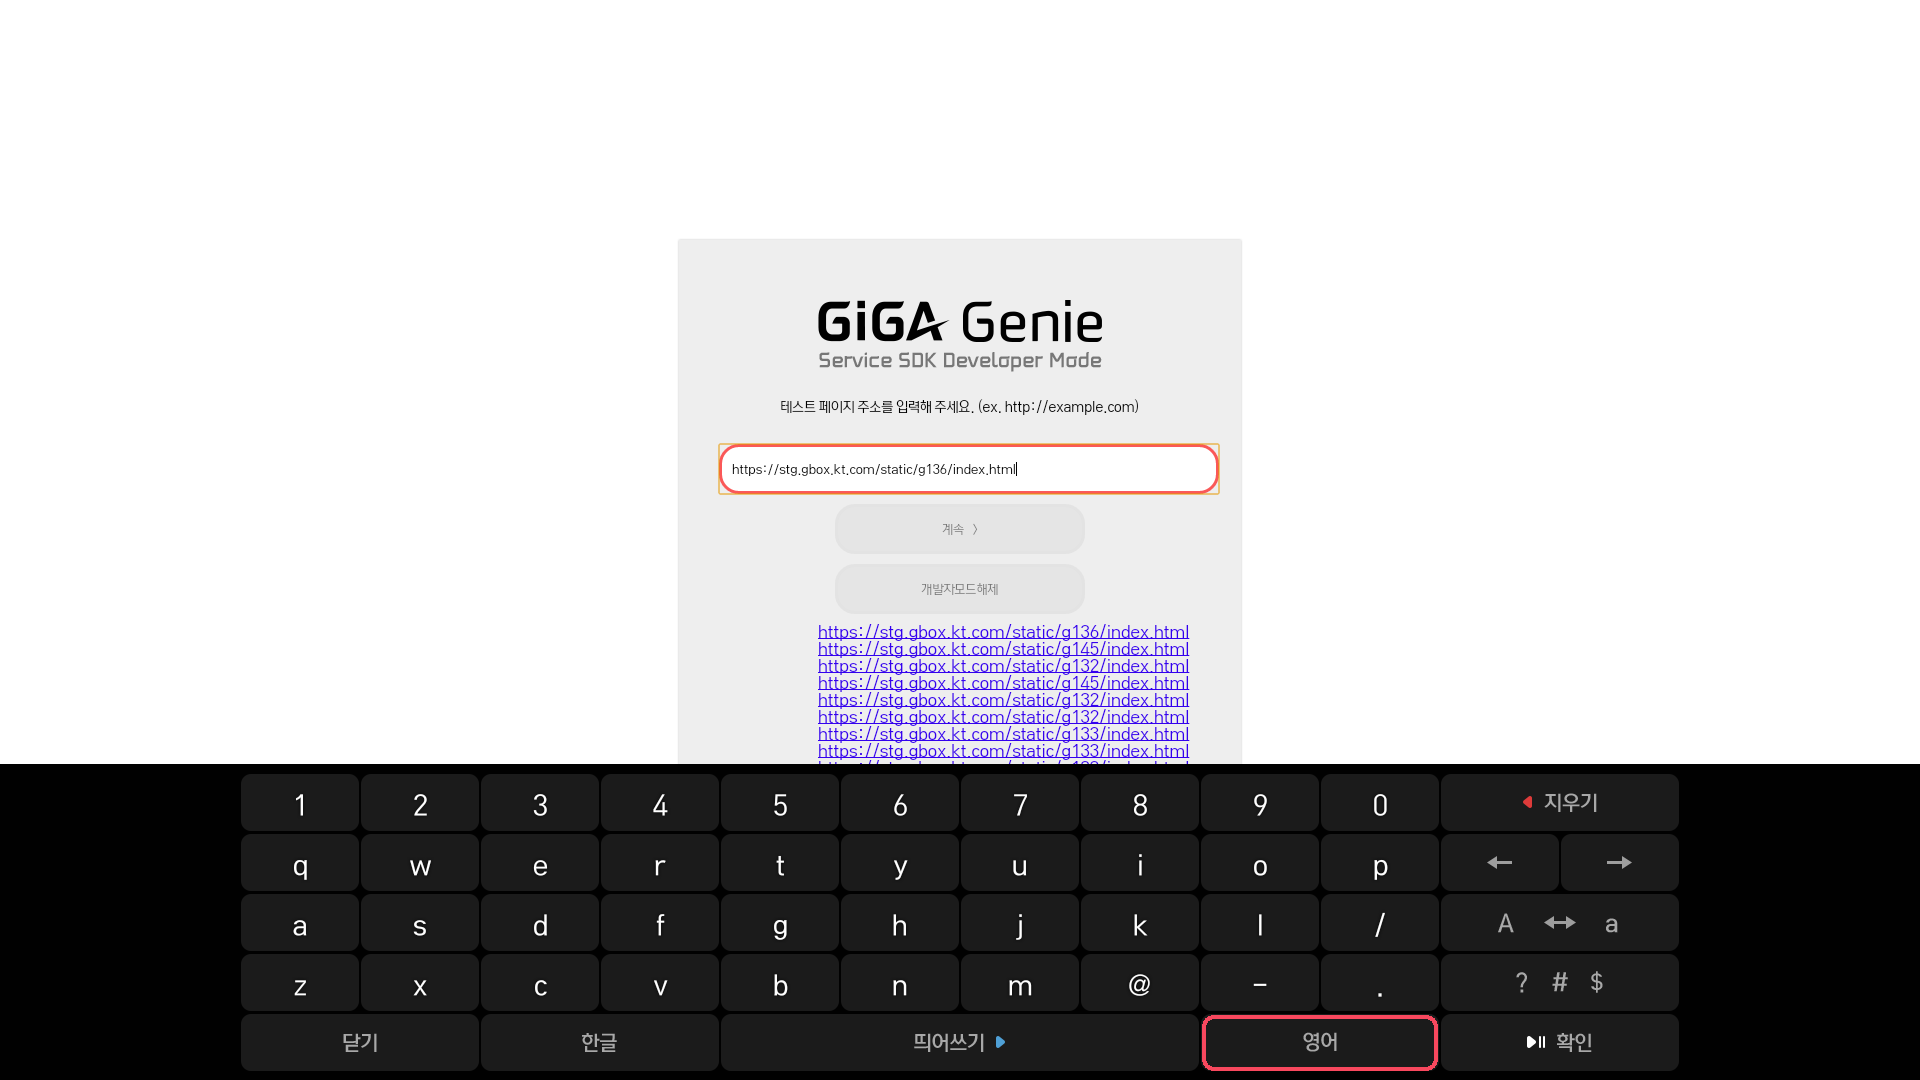 GiGA Genie
Service SDK Developer Mode
테스트 페이지 주소를 입력해 주세요. (ex. http://example.com)
https://stg.gbox.kt.com/static/g136/index.html
계속 〉
개발자모드해제
https://stg.gbox.kt.com/static/g136/index.html
https://stg.gbox.kt.com/static/g145/index.html
https://stg.gbox.kt.com/static/g132/index.html
https://stg.gbox.kt.com/static/g145/index.html
https://stg.gbox.kt.com/static/g132/index.html
https://stg.gbox.kt.com/static/g132/index.html
https://stg.gbox.kt.com/static/g133/index.html
https://stg.gbox.kt.com/static/g133/index.html
1 2 3 4 5 6 7 8 9 0 지우기
q w e r t y u i o p ← →
a s d f g h j k l / A ↔ a
z x c v b n m @ - . ? # $
닫기 한글 띄어쓰기 영어 확인